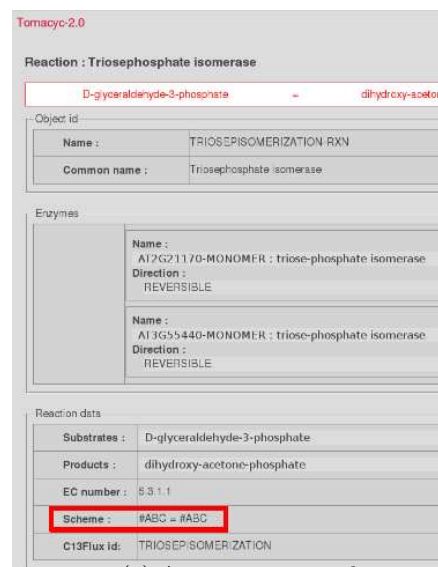 Tomacyc-2.0
Reaction : Triosephosphate isomerase
D-glyceraldehyde-3-phosphate = dihydroxy-aceton
Object id
Name : TRIOSEPISOMERIZATION-RXN
Common name : Triosephosphate isomerase
Enzymes
Name :
AT2G21170-MONOMER : triose-phosphate isomerase
Direction :
REVERSIBLE
Name :
AT3G55440-MONOMER : triose-phosphate isomerase
Direction :
REVERSIBLE
Reaction data
Substrates : D-glyceraldehyde-3-phosphate
Products : dihydroxy-acetone-phosphate
EC number : 5.3.1.1
Scheme : #ABC = #ABC
C13Flux id: TRIOSEPISOMERIZATION